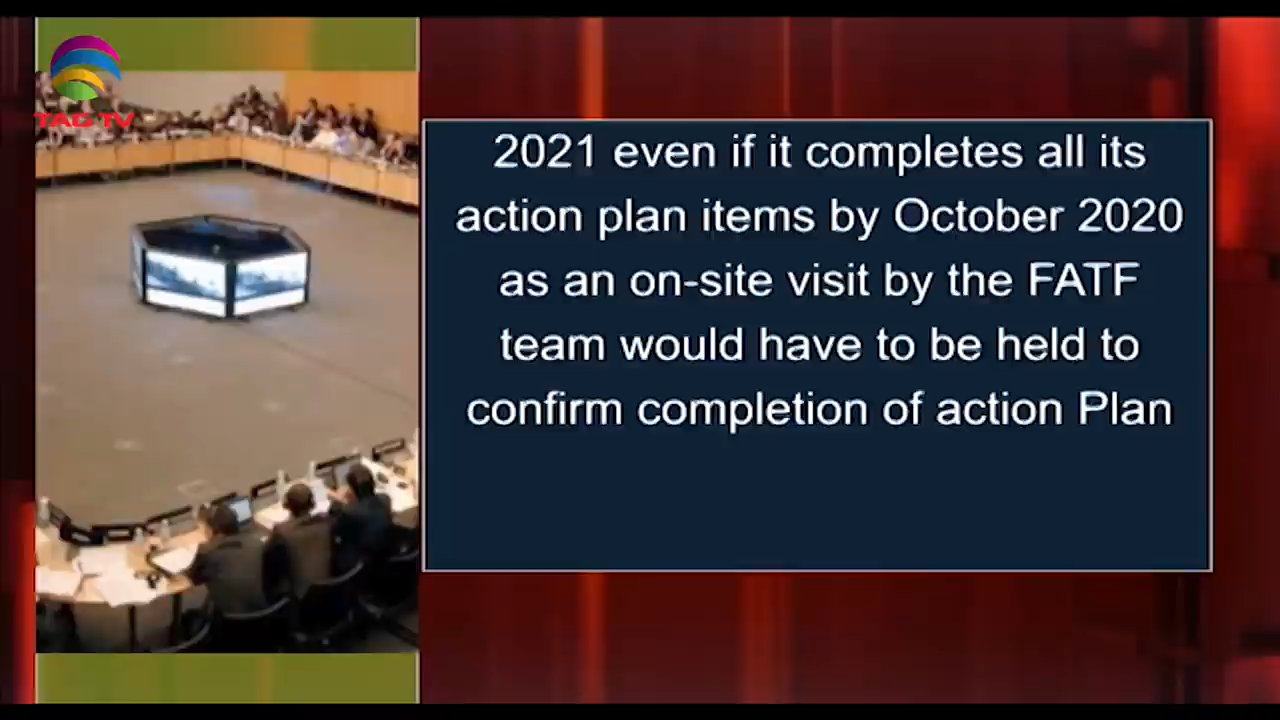 TAG TV
2021 even if it completes all its
action plan items by October 2020
as an on-site visit by the FATF
team would have to be held to
confirm completion of action Plan